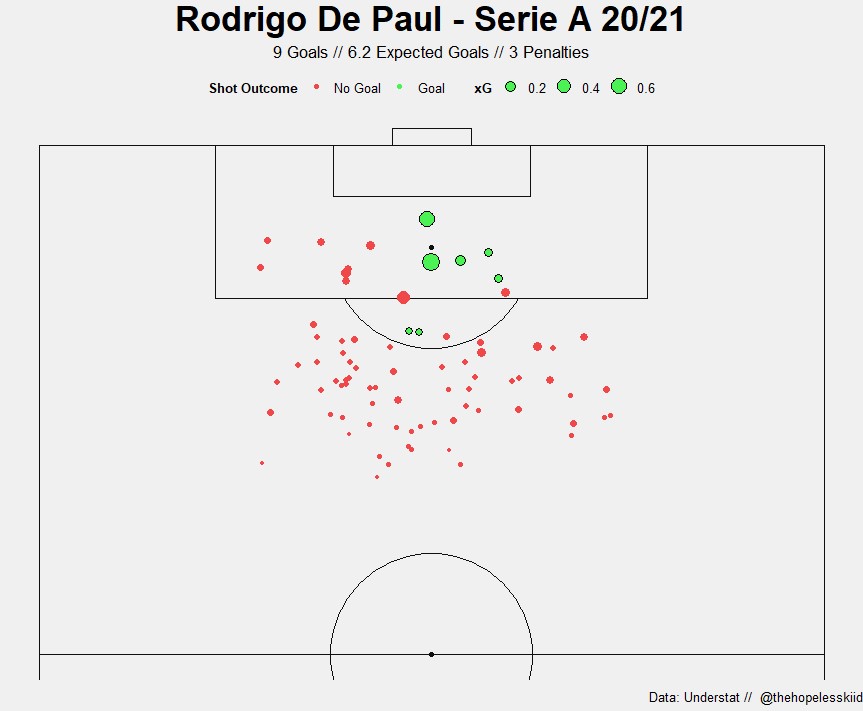 Rodrigo De Paul - Serie A 20/21
9 Goals // 6.2 Expected Goals // 3 Penalties
Shot Outcome No Goal Goal xG 0.2 0.4 0.6
Data: Understat // @thehopelesskiid